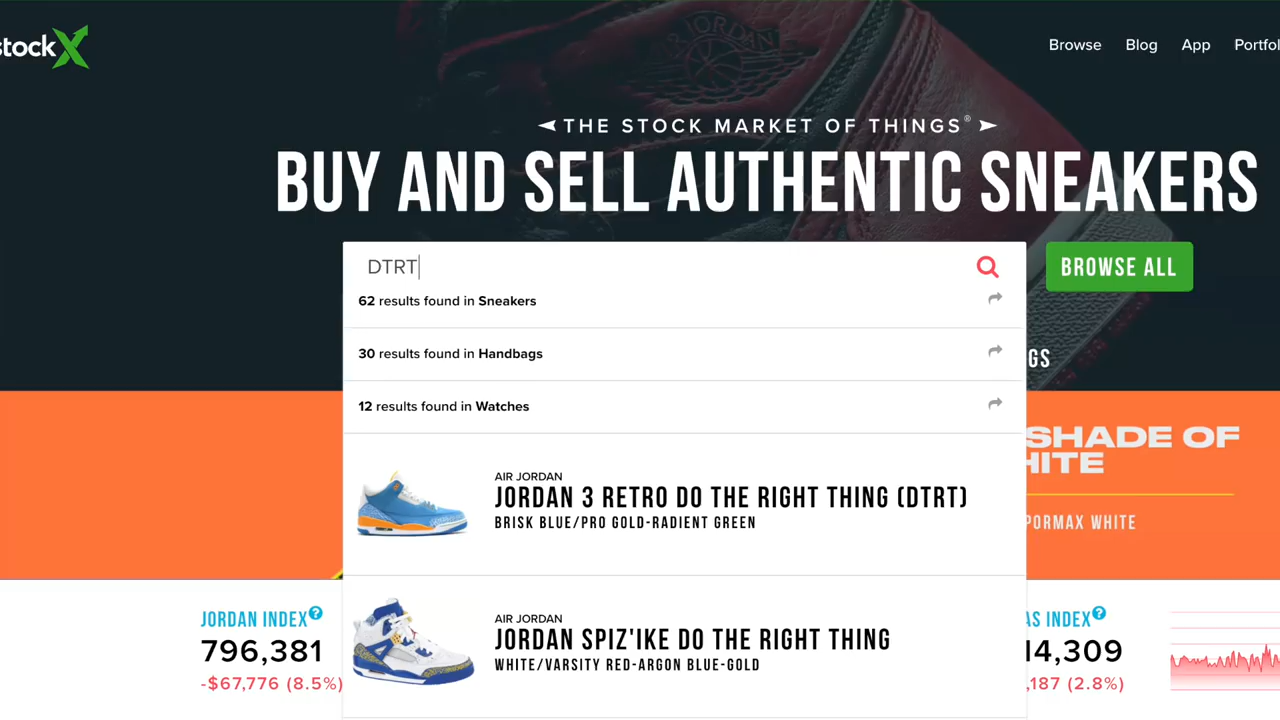 stockX
Browse Blog App Portfol
THE STOCK MARKET OF THINGS®
BUY AND SELL AUTHENTIC SNEAKERS
DTRT
BROWSE ALL
62 results found in Sneakers
30 results found in Handbags
GS
12 results found in Watches
SHADE OF
HITE
AIR JORDAN
JORDAN 3 RETRO DO THE RIGHT THING (DTRT)
BRISK BLUE/PRO GOLD-RADIENT GREEN
PORMAX WHITE
AIR JORDAN
JORDAN SPIZ'IKE DO THE RIGHT THING
WHITE/VARSITY RED-ARGON BLUE-GOLD
JORDAN INDEX?
796,381
-$67,776 (8.5%)
AS INDEX?
14,309
,187 (2.8%)